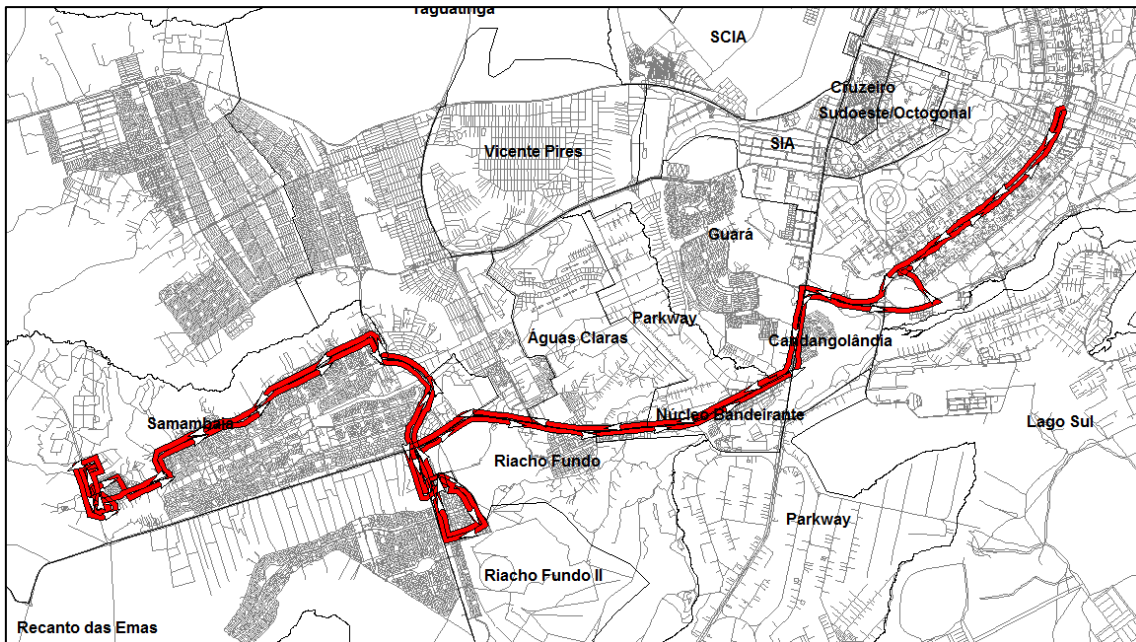 Taguatinga
SCIA
Cruzeiro
Sudoeste/Octogonal
SIA
Vicente Pires
Guará
Parkway
Águas Claras
Candangolândia
Samambaia
Núcleo Bandeirante
Lago Sul
Riacho Fundo
Parkway
Riacho Fundo II
Recanto das Emas